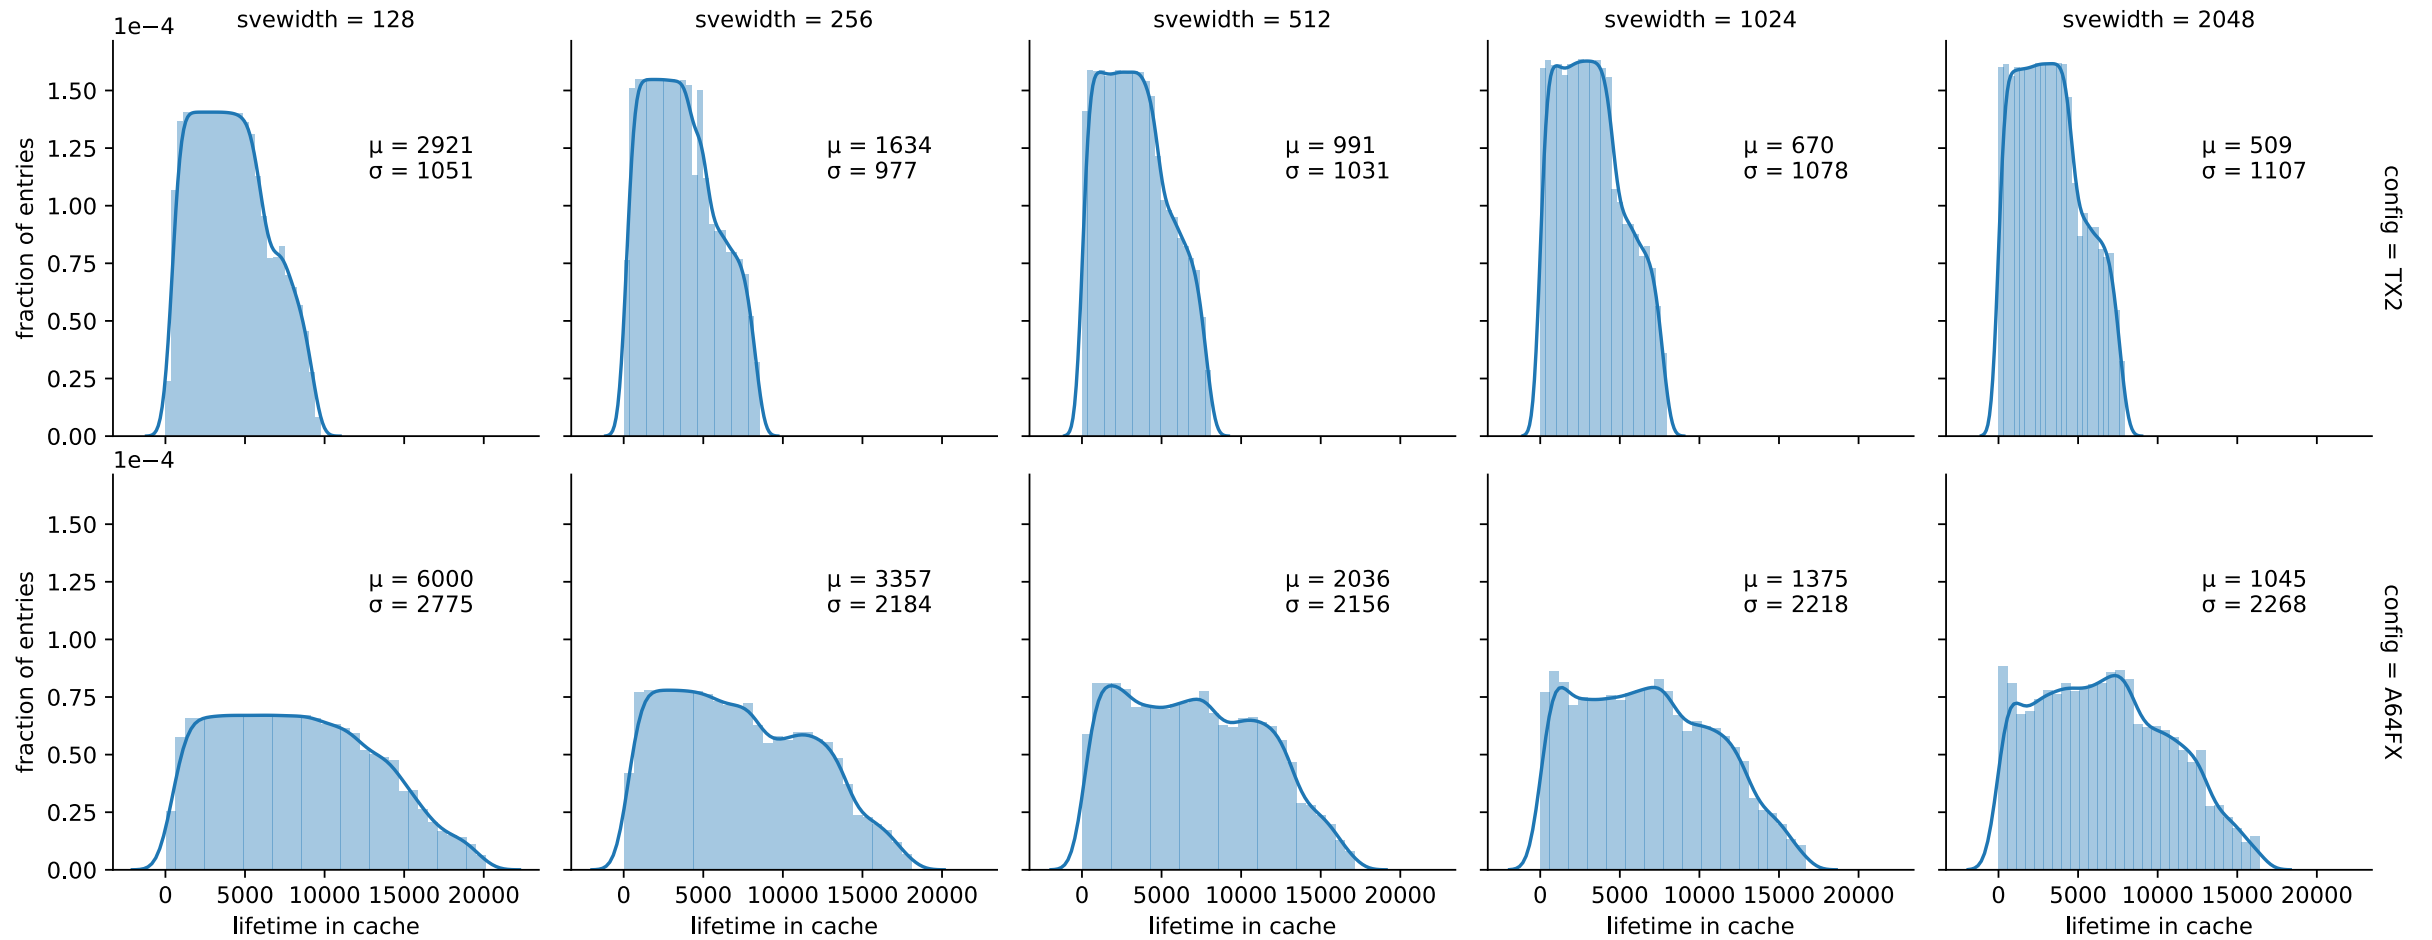 svewidth = 128
svewidth = 256
svewidth = 512
svewidth = 1024
svewidth = 2048
1e−4
fraction of entries
1.50
1.25
1.00
0.75
0.50
0.25
0.00
μ = 2921
σ = 1051
μ = 1634
σ = 977
μ = 991
σ = 1031
μ = 670
σ = 1078
μ = 509
σ = 1107
config = TX2
1e−4
fraction of entries
1.50
1.25
1.00
0.75
0.50
0.25
0.00
μ = 6000
σ = 2775
μ = 3357
σ = 2184
μ = 2036
σ = 2156
μ = 1375
σ = 2218
μ = 1045
σ = 2268
config = A64FX
0 5000 10000 15000 20000
lifetime in cache
0 5000 10000 15000 20000
lifetime in cache
0 5000 10000 15000 20000
lifetime in cache
0 5000 10000 15000 20000
lifetime in cache
0 5000 10000 15000 20000
lifetime in cache